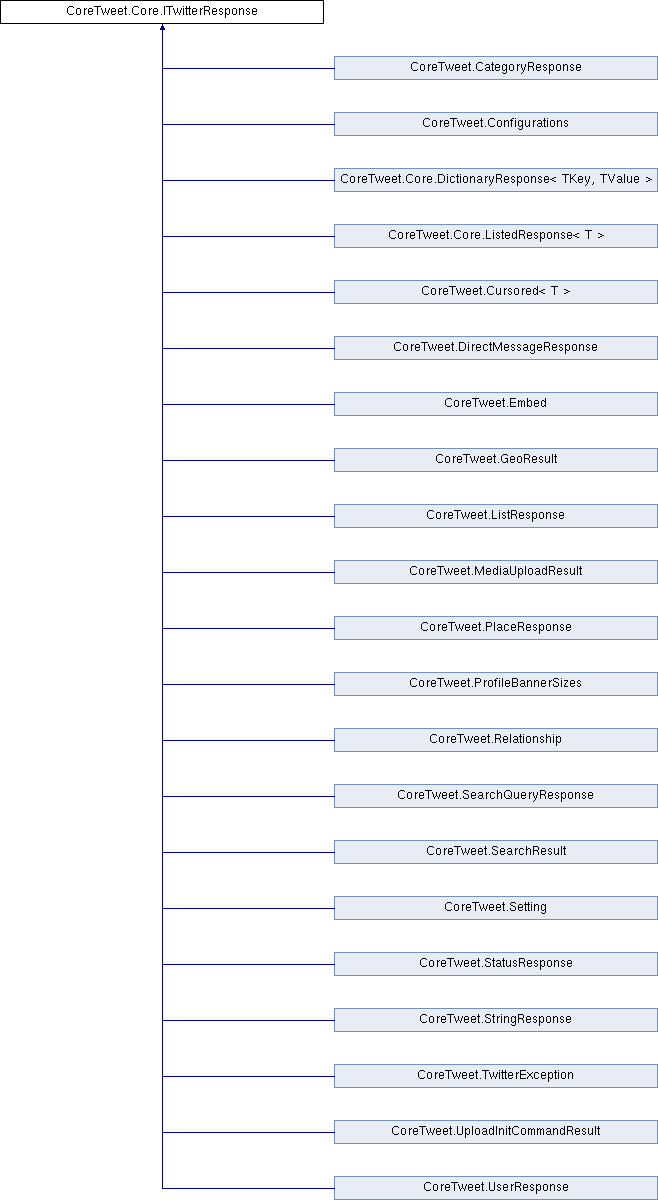 CoreTweet.Core.ITwitterResponse
CoreTweet.CategoryResponse
CoreTweet.Configurations
CoreTweet.Core.DictionaryResponse< TKey, TValue >
CoreTweet.Core.ListedResponse< T >
CoreTweet.Cursored< T >
CoreTweet.DirectMessageResponse
CoreTweet.Embed
CoreTweet.GeoResult
CoreTweet.ListResponse
CoreTweet.MediaUploadResult
CoreTweet.PlaceResponse
CoreTweet.ProfileBannerSizes
CoreTweet.Relationship
CoreTweet.SearchQueryResponse
CoreTweet.SearchResult
CoreTweet.Setting
CoreTweet.StatusResponse
CoreTweet.StringResponse
CoreTweet.TwitterException
CoreTweet.UploadInitCommandResult
CoreTweet.UserResponse